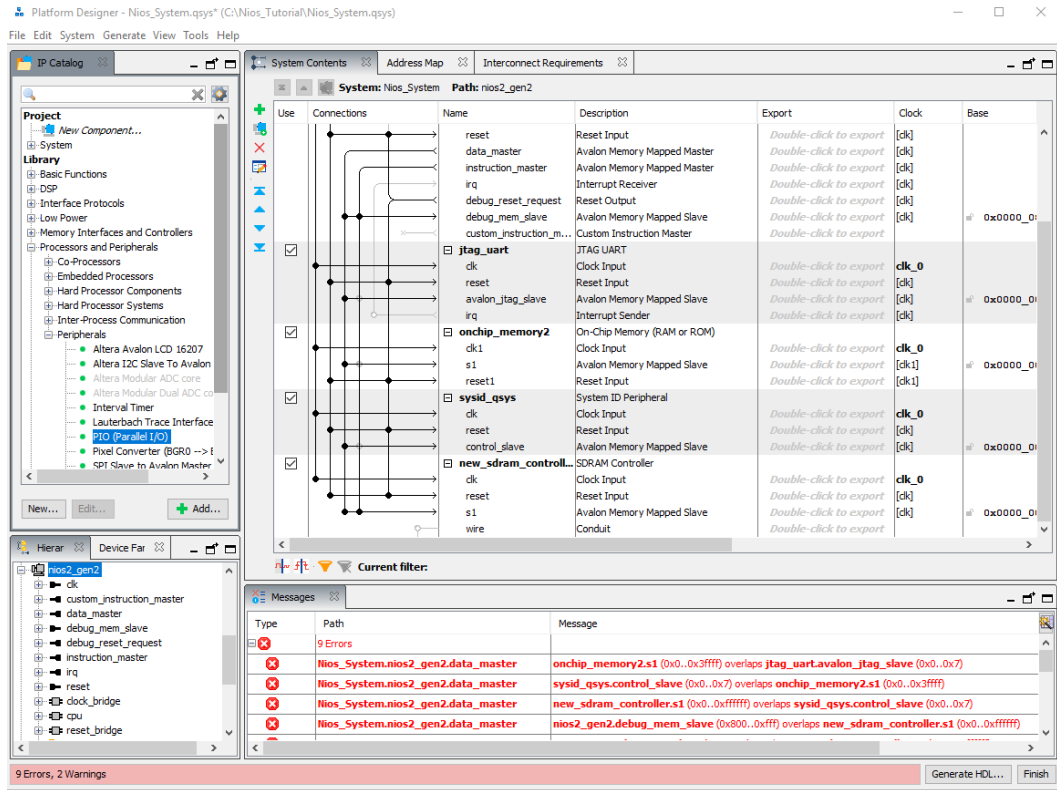 Platform Designer - Nios_System.qsys* (C:\Nios_Tutorial\Nios_System.qsys)
File Edit System Generate View Tools Help
IP Catalog
Project
New Component...
System
Library
Basic Functions
DSP
Interface Protocols
Low Power
Memory Interfaces and Controllers
Processors and Peripherals
Co-Processors
Embedded Processors
Hard Processor Components
Hard Processor Systems
Inter-Process Communication
Peripherals
Altera Avalon LCD 16207
Altera I2C Slave To Avalon
Altera Modular ADC core
Altera Modular Dual ADC co
Interval Timer
Lauterbach Trace Interface
PIO (Parallel I/O)
Pixel Converter (BGR0 --> B
SPI Slave to Avalon Master
New... Edit... Add...
Hierar Device Far
nios2_gen2
clk
custom_instruction_master
data_master
debug_mem_slave
debug_reset_request
instruction_master
irq
reset
clock_bridge
cpu
reset_bridge
System Contents Address Map Interconnect Requirements
System: Nios_System Path: nios2_gen2
Use Connections Name Description Export Clock Base
reset Reset Input Double-click to export [clk]
data_master Avalon Memory Mapped Master Double-click to export [clk]
instruction_master Avalon Memory Mapped Master Double-click to export [clk]
irq Interrupt Receiver Double-click to export [clk]
debug_reset_request Reset Output Double-click to export [clk]
debug_mem_slave Avalon Memory Mapped Slave Double-click to export [clk] 0x0000_0
custom_instruction_m... Custom Instruction Master Double-click to export
jtag_uart JTAG UART
clk Clock Input Double-click to export clk_0
reset Reset Input Double-click to export [clk]
avalon_jtag_slave Avalon Memory Mapped Slave Double-click to export [clk] 0x0000_0
irq Interrupt Sender Double-click to export [clk]
onchip_memory2 On-Chip Memory (RAM or ROM)
clk1 Clock Input Double-click to export clk_0
s1 Avalon Memory Mapped Slave Double-click to export [clk1] 0x0000_0
reset1 Reset Input Double-click to export [clk1]
sysid_qsys System ID Peripheral
clk Clock Input Double-click to export clk_0
reset Reset Input Double-click to export [clk]
control_slave Avalon Memory Mapped Slave Double-click to export [clk] 0x0000_0
new_sdram_controll... SDRAM Controller
clk Clock Input Double-click to export clk_0
reset Reset Input Double-click to export [clk]
s1 Avalon Memory Mapped Slave Double-click to export [clk] 0x0000_0
wire Conduit Double-click to export
Current filter:
Messages
Type Path Message
9 Errors
Nios_System.nios2_gen2.data_master onchip_memory2.s1 (0x0..0x3ffff) overlaps jtag_uart.avalon_jtag_slave (0x0..0x7)
Nios_System.nios2_gen2.data_master sysid_qsys.control_slave (0x0..0x7) overlaps onchip_memory2.s1 (0x0..0x3ffff)
Nios_System.nios2_gen2.data_master new_sdram_controller.s1 (0x0..0xffffff) overlaps sysid_qsys.control_slave (0x0..0x7)
Nios_System.nios2_gen2.data_master nios2_gen2.debug_mem_slave (0x800..0xfff) overlaps new_sdram_controller.s1 (0x0..0xffffff)
9 Errors, 2 Warnings
Generate HDL... Finish